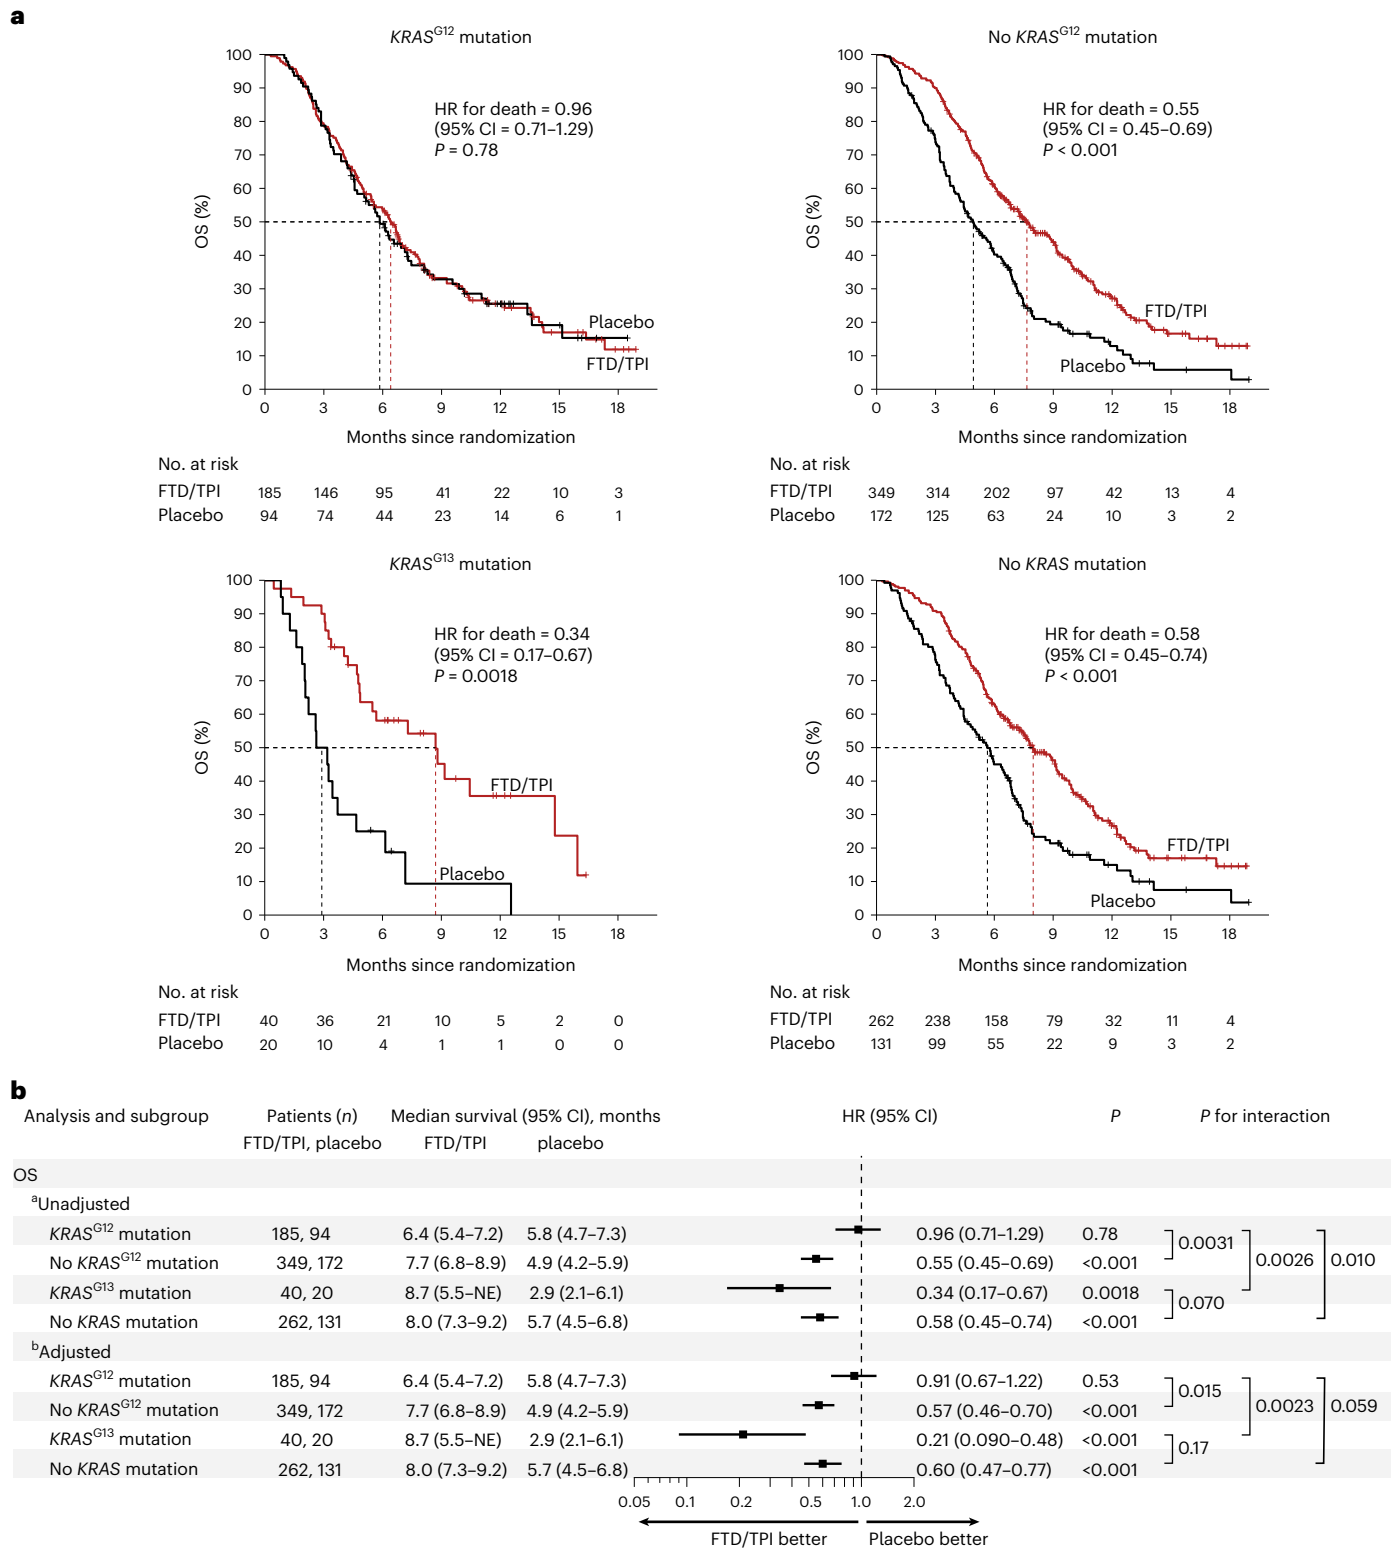 a
KRASG12 mutation
HR for death = 0.96
(95% CI = 0.71–1.29)
P = 0.78
OS (%)
100
90
80
70
60
50
40
30
20
10
0
Placebo
FTD/TPI
0 3 6 9 12 15 18
Months since randomization
No. at risk
FTD/TPI 185 146 95 41 22 10 3
Placebo 94 74 44 23 14 6 1
No KRASG12 mutation
HR for death = 0.55
(95% CI = 0.45–0.69)
P < 0.001
OS (%)
100
90
80
70
60
50
40
30
20
10
0
FTD/TPI
Placebo
0 3 6 9 12 15 18
Months since randomization
No. at risk
FTD/TPI 349 314 202 97 42 13 4
Placebo 172 125 63 24 10 3 2
KRASG13 mutation
HR for death = 0.34
(95% CI = 0.17–0.67)
P = 0.0018
OS (%)
100
90
80
70
60
50
40
30
20
10
0
FTD/TPI
Placebo
0 3 6 9 12 15 18
Months since randomization
No. at risk
FTD/TPI 40 36 21 10 5 2 0
Placebo 20 10 4 1 1 0 0
No KRAS mutation
HR for death = 0.58
(95% CI = 0.45–0.74)
P < 0.001
OS (%)
100
90
80
70
60
50
40
30
20
10
0
FTD/TPI
Placebo
0 3 6 9 12 15 18
Months since randomization
No. at risk
FTD/TPI 262 238 158 79 32 11 4
Placebo 131 99 55 22 9 3 2
b
Analysis and subgroup Patients (n) Median survival (95% CI), months HR (95% CI) P P for interaction
FTD/TPI, placebo FTD/TPI placebo
OS
aUnadjusted
KRASG12 mutation 185, 94 6.4 (5.4–7.2) 5.8 (4.7–7.3) 0.96 (0.71–1.29) 0.78
0.0031
No KRASG12 mutation 349, 172 7.7 (6.8–8.9) 4.9 (4.2–5.9) 0.55 (0.45–0.69) <0.001
0.0026 0.010
KRASG13 mutation 40, 20 8.7 (5.5–NE) 2.9 (2.1–6.1) 0.34 (0.17–0.67) 0.0018
0.070
No KRAS mutation 262, 131 8.0 (7.3–9.2) 5.7 (4.5–6.8) 0.58 (0.45–0.74) <0.001
bAdjusted
KRASG12 mutation 185, 94 6.4 (5.4–7.2) 5.8 (4.7–7.3) 0.91 (0.67–1.22) 0.53
0.015
No KRASG12 mutation 349, 172 7.7 (6.8–8.9) 4.9 (4.2–5.9) 0.57 (0.46–0.70) <0.001
0.0023 0.059
KRASG13 mutation 40, 20 8.7 (5.5–NE) 2.9 (2.1–6.1) 0.21 (0.090–0.48) <0.001
0.17
No KRAS mutation 262, 131 8.0 (7.3–9.2) 5.7 (4.5–6.8) 0.60 (0.47–0.77) <0.001
0.05 0.1 0.2 0.5 1.0 2.0
FTD/TPI better Placebo better